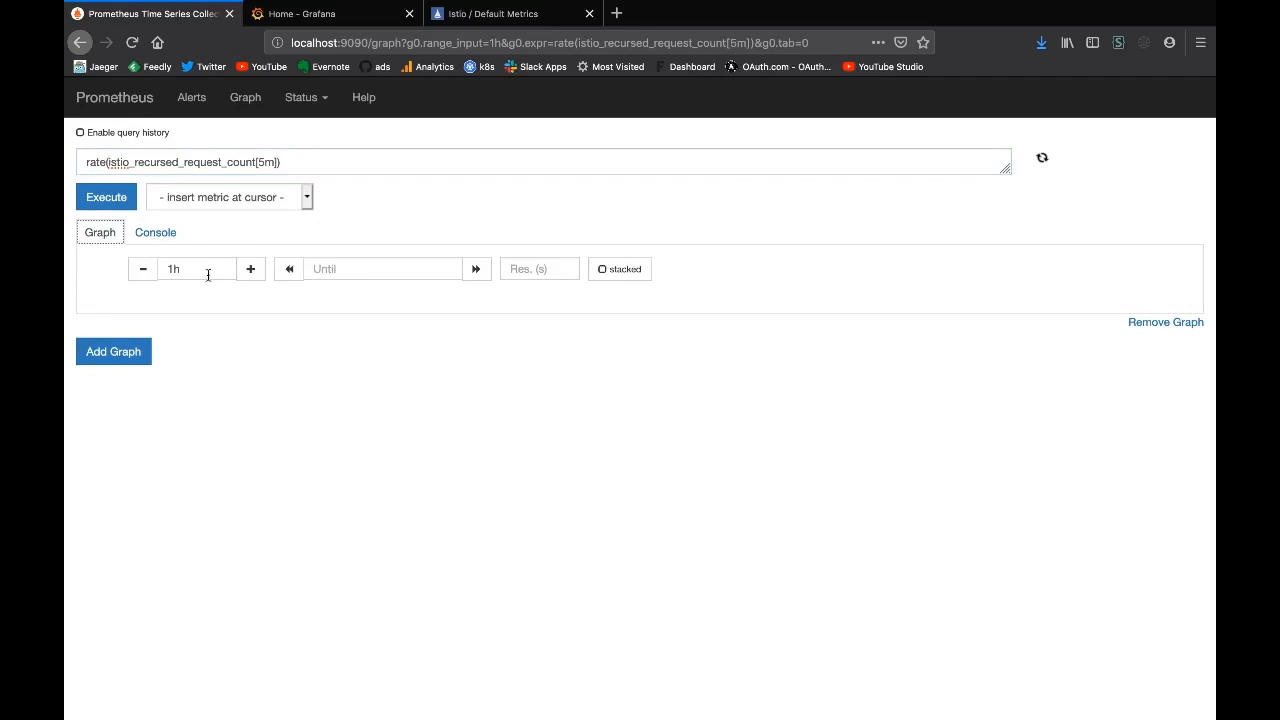 Prometheus Time Series Collec
Home - Grafana
Istio / Default Metrics
localhost:9090/graph?g0.range_input=1h&g0.expr=rate(istio_recursed_request_count[5m])&g0.tab=0
Jaeger Feedly Twitter YouTube Evernote ads Analytics k8s Slack Apps Most Visited Dashboard OAuth.com - OAuth... YouTube Studio
Prometheus Alerts Graph Status Help
Enable query history
rate(istio_recursed_request_count[5m])
Execute - insert metric at cursor -
Graph Console
1h Until Res. (s) stacked
Remove Graph
Add Graph